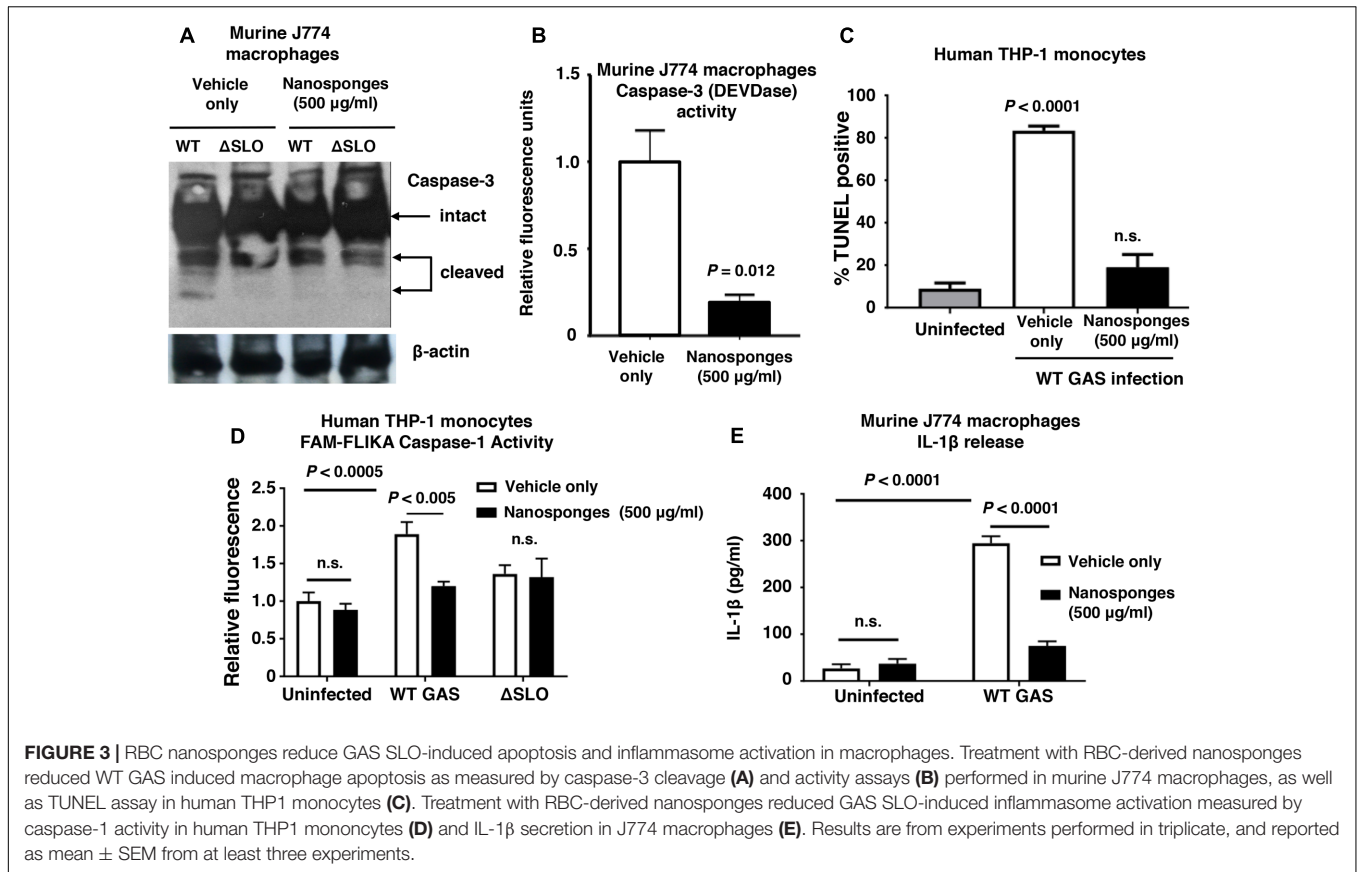 A
Murine J774
macrophages
Vehicle
only
Nanosponges
(500 µg/ml)
WT ΔSLO WT ΔSLO
Caspase-3
intact
cleaved
β-actin
B
Murine J774 macrophages
Caspase-3 (DEVDase)
activity
Relative fluorescence units
1.5
1.0
0.5
0
P = 0.012
Vehicle
only
Nanosponges
(500 µg/ml)
C
Human THP-1 monocytes
% TUNEL positive
100
80
60
40
20
0
P < 0.0001
n.s.
Uninfected
Vehicle
only
Nanosponges
(500 µg/ml)
WT GAS infection
D
Human THP-1 monocytes
FAM-FLIKA Caspase-1 Activity
Relative fluorescence
2.5
2.0
1.5
1.0
0.5
0
P < 0.0005
P < 0.005
n.s.
n.s.
Vehicle only
Nanosponges (500 µg/ml)
Uninfected WT GAS ΔSLO
E
Murine J774 macrophages
IL-1β release
IL-1β (pg/ml)
400
300
200
100
0
P < 0.0001
P < 0.0001
n.s.
Vehicle only
Nanosponges
(500 µg/ml)
Uninfected WT GAS
FIGURE 3 | RBC nanosponges reduce GAS SLO-induced apoptosis and inflammasome activation in macrophages. Treatment with RBC-derived nanosponges
reduced WT GAS induced macrophage apoptosis as measured by caspase-3 cleavage (A) and activity assays (B) performed in murine J774 macrophages, as well
as TUNEL assay in human THP1 monocytes (C). Treatment with RBC-derived nanosponges reduced GAS SLO-induced inflammasome activation measured by
caspase-1 activity in human THP1 mononcytes (D) and IL-1β secretion in J774 macrophages (E). Results are from experiments performed in triplicate, and reported
as mean ± SEM from at least three experiments.